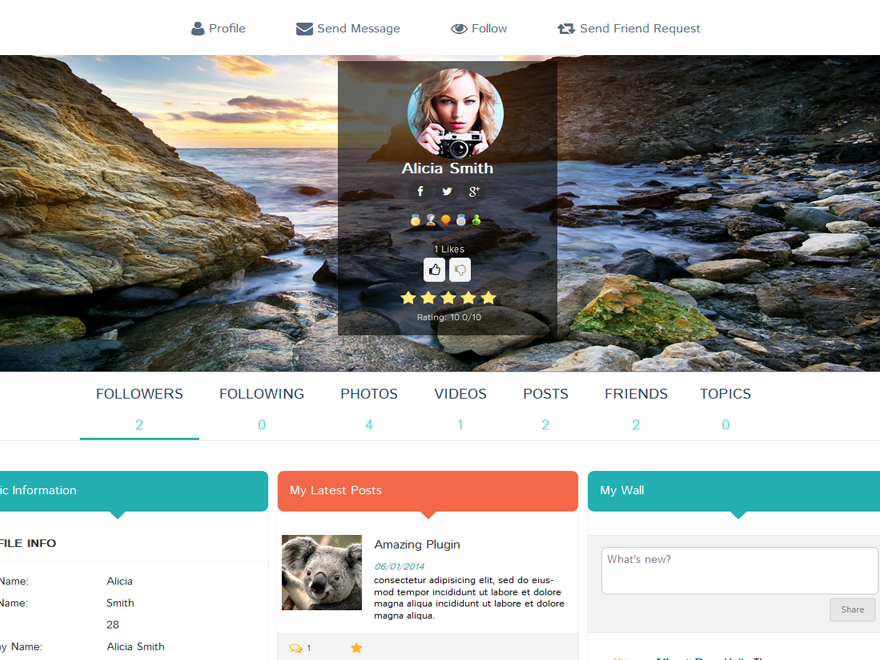 Profile Send Message Follow Send Friend Request
Alicia Smith
1 Likes
Rating: 10.0/10
FOLLOWERS FOLLOWING PHOTOS VIDEOS POSTS FRIENDS TOPICS
2 0 4 1 2 2 0
ic Information
FILE INFO
Name: Alicia
Name: Smith
28
y Name: Alicia Smith
My Latest Posts
Amazing Plugin
06/01/2014
consectetur adipisicing elit, sed do eius-
mod tempor incididunt ut labore et dolore
magna aliqua incididunt ut labore et dolore
magna aliqua.
1
My Wall
What's new?
Share